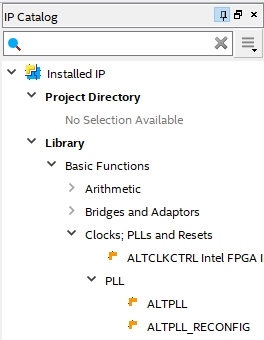 IP Catalog
Installed IP
Project Directory
No Selection Available
Library
Basic Functions
Arithmetic
Bridges and Adaptors
Clocks; PLLs and Resets
ALTCLKCTRL Intel FPGA I
PLL
ALTPLL
ALTPLL_RECONFIG